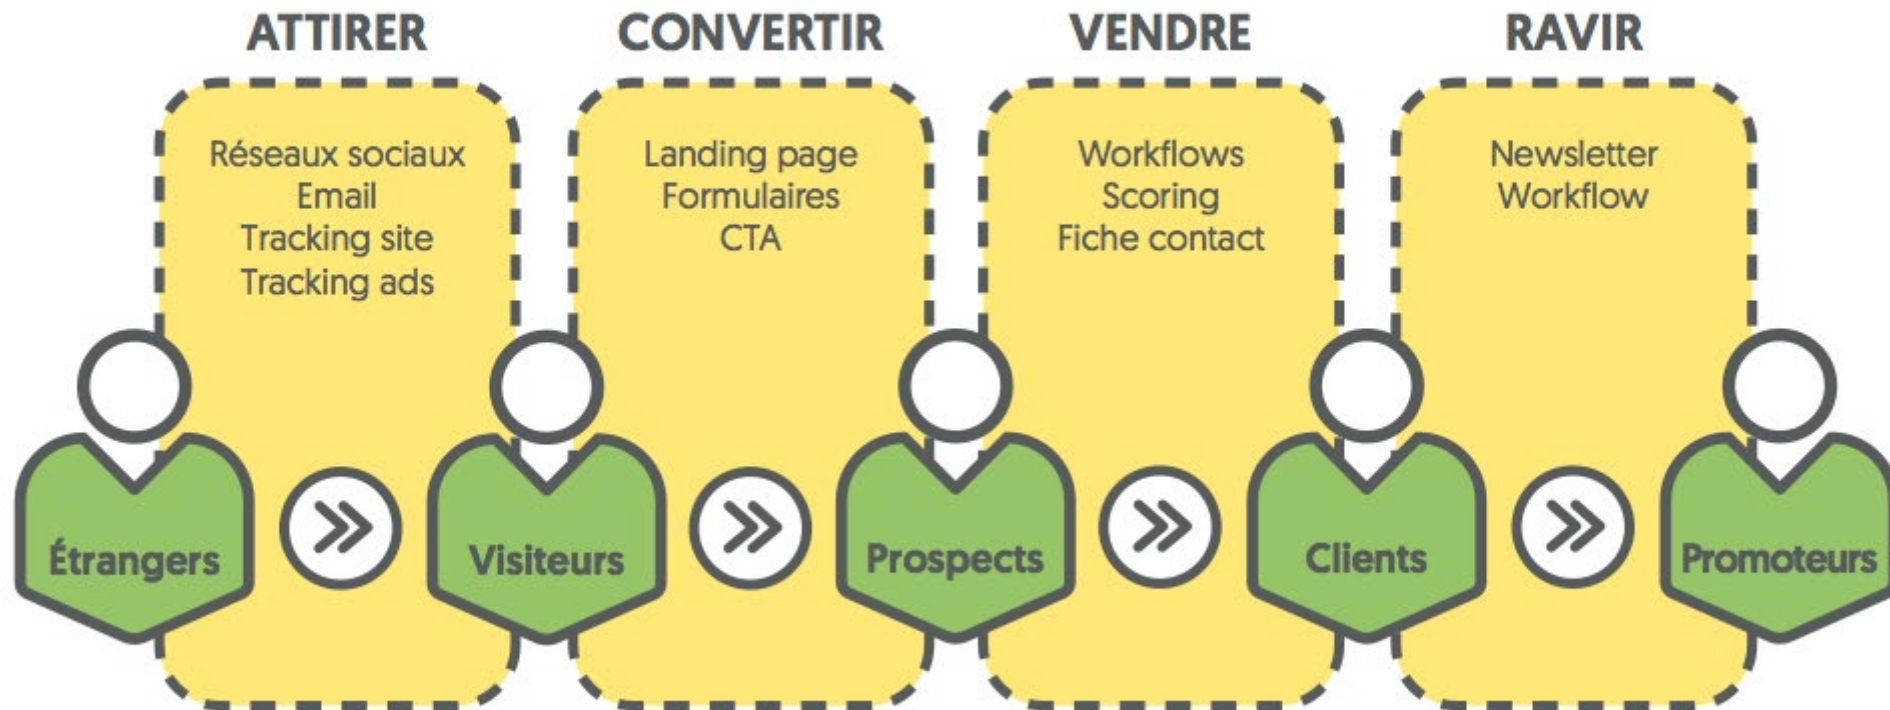 ATTIRER
Réseaux sociaux
Email
Tracking site
Tracking ads
CONVERTIR
Landing page
Formulaires
CTA
VENDRE
Workflows
Scoring
Fiche contact
RAVIR
Newsletter
Workflow
Étrangers
Visiteurs
Prospects
Clients
Promoteurs